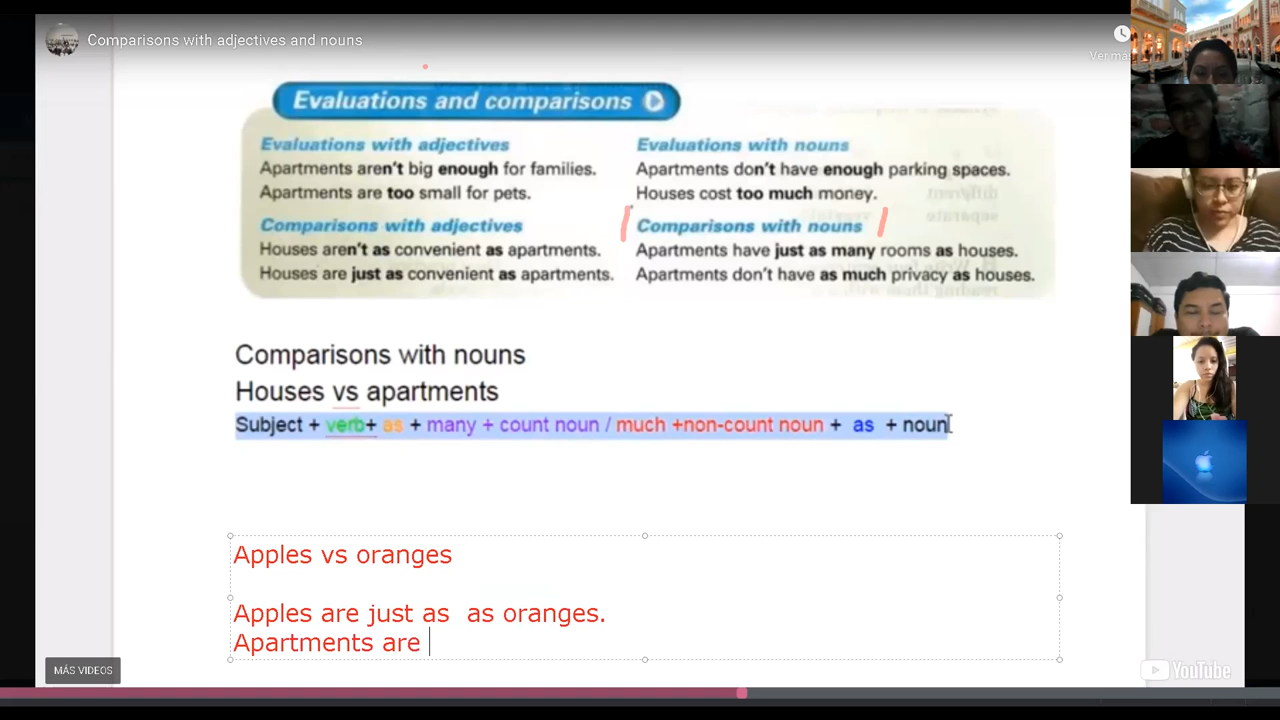 Comparisons with adjectives and nouns
Ver más
Evaluations and comparisons
Evaluations with adjectives
Apartments aren't big enough for families.
Apartments are too small for pets.
Comparisons with adjectives
Houses aren't as convenient as apartments.
Houses are just as convenient as apartments.
Evaluations with nouns
Apartments don't have enough parking spaces.
Houses cost too much money.
Comparisons with nouns
Apartments have just as many rooms as houses.
Apartments don't have as much privacy as houses.
Comparisons with nouns
Houses vs apartments
Subject + verb+ as + many + count noun / much +non-count noun + as + noun
Apples vs oranges
Apples are just as  as oranges.
Apartments are
MÁS VIDEOS
YouTube